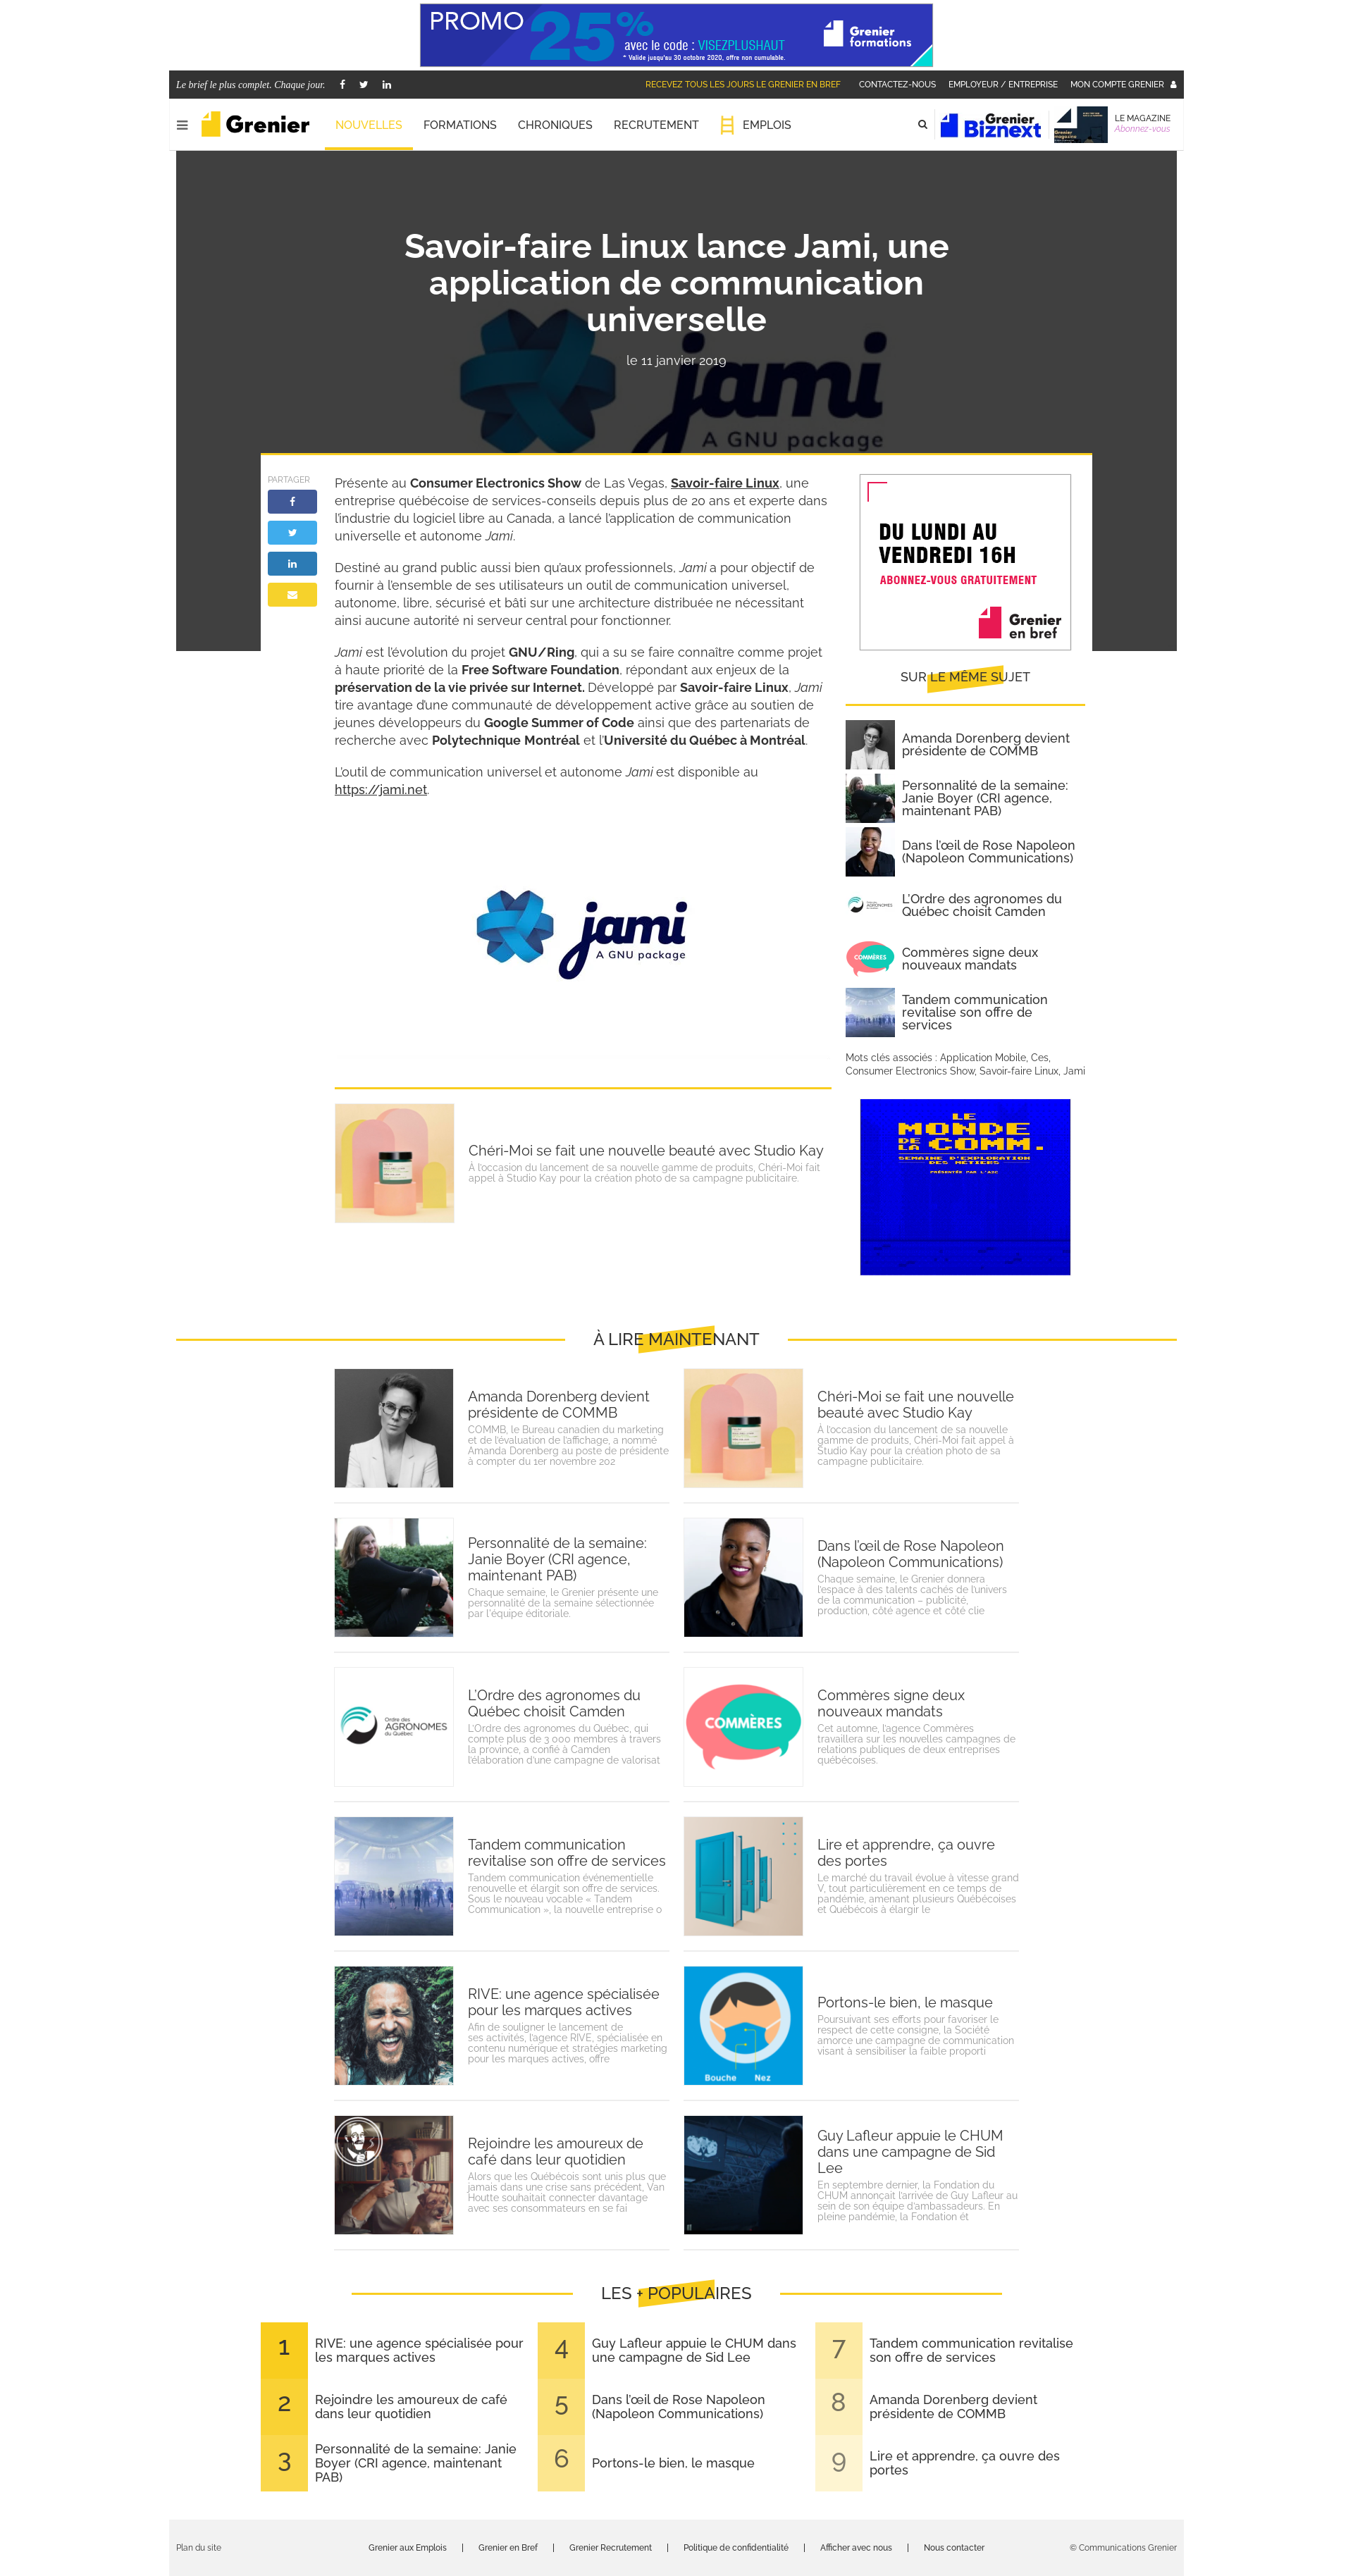 PROMO 25%
avec le code : VISEZPLUSHAUT
* Valide jusqu'au 30 octobre 2020, offre non cumulable.
Grenier
formations
Le brief le plus complet. Chaque jour.
RECEVEZ TOUS LES JOURS LE GRENIER EN BREF
CONTACTEZ-NOUS
EMPLOYEUR / ENTREPRISE
MON COMPTE GRENIER
Grenier
NOUVELLES
FORMATIONS
CHRONIQUES
RECRUTEMENT
EMPLOIS
Grenier
Biznext
LE MAGAZINE
Abonnez-vous
Savoir-faire Linux lance Jami, une
application de communication
universelle
le 11 janvier 2019
jami
A GNU package
PARTAGER
Présente au Consumer Electronics Show de Las Vegas, Savoir-faire Linux, une
entreprise québécoise de services-conseils depuis plus de 20 ans et experte dans
l'industrie du logiciel libre au Canada, a lancé l'application de communication
universelle et autonome Jami.
Destiné au grand public aussi bien qu'aux professionnels, Jami a pour objectif de
fournir à l'ensemble de ses utilisateurs un outil de communication universel,
autonome, libre, sécurisé et bâti sur une architecture distribuée ne nécessitant
ainsi aucune autorité ni serveur central pour fonctionner.
Jami est l'évolution du projet GNU/Ring, qui a su se faire connaître comme projet
à haute priorité de la Free Software Foundation, répondant aux enjeux de la
préservation de la vie privée sur Internet. Développé par Savoir-faire Linux, Jami
tire avantage d'une communauté de développement active grâce au soutien de
jeunes développeurs du Google Summer of Code ainsi que des partenariats de
recherche avec Polytechnique Montréal et l'Université du Québec à Montréal.
L'outil de communication universel et autonome Jami est disponible au
https://jami.net.
jami
A GNU package
Chéri-Moi se fait une nouvelle beauté avec Studio Kay
À l'occasion du lancement de sa nouvelle gamme de produits, Chéri-Moi fait
appel à Studio Kay pour la création photo de sa campagne publicitaire.
DU LUNDI AU
VENDREDI 16H
ABONNEZ-VOUS GRATUITEMENT
Grenier
en bref
SUR LE MÊME SUJET
Amanda Dorenberg devient
présidente de COMMB
Personnalité de la semaine:
Janie Boyer (CRI agence,
maintenant PAB)
Dans l'œil de Rose Napoleon
(Napoleon Communications)
L'Ordre des agronomes du
Québec choisit Camden
COMMÈRES
Commères signe deux
nouveaux mandats
Tandem communication
revitalise son offre de
services
Mots clés associés : Application Mobile, Ces,
Consumer Electronics Show, Savoir-faire Linux, Jami
LE
MONDE
DE LA COMM.
SEMAINE D'EXPLORATION
DES MÉTIERS
PRÉSENTÉE PAR L'A2C
À LIRE MAINTENANT
Amanda Dorenberg devient
présidente de COMMB
COMMB, le Bureau canadien du marketing
et de l'évaluation de l'affichage, a nommé
Amanda Dorenberg au poste de présidente
à compter du 1er novembre 202
Chéri-Moi se fait une nouvelle
beauté avec Studio Kay
À l'occasion du lancement de sa nouvelle
gamme de produits, Chéri-Moi fait appel à
Studio Kay pour la création photo de sa
campagne publicitaire.
Personnalité de la semaine:
Janie Boyer (CRI agence,
maintenant PAB)
Chaque semaine, le Grenier présente une
personnalité de la semaine sélectionnée
par l'équipe éditoriale.
Dans l'œil de Rose Napoleon
(Napoleon Communications)
Chaque semaine, le Grenier donnera
l'espace à des talents cachés de l'univers
de la communication – publicité,
production, côté agence et côté clie
Ordre des
AGRONOMES
du Québec
L'Ordre des agronomes du
Québec choisit Camden
L'Ordre des agronomes du Québec, qui
compte plus de 3 000 membres à travers
la province, a confié à Camden
l'élaboration d'une campagne de valorisat
COMMÈRES
Commères signe deux
nouveaux mandats
Cet automne, l'agence Commères
travaillera sur les nouvelles campagnes de
relations publiques de deux entreprises
québécoises.
Tandem communication
revitalise son offre de services
Tandem communication évènementielle
renouvelle et élargit son offre de services.
Sous le nouveau vocable « Tandem
Communication », la nouvelle entreprise o
Lire et apprendre, ça ouvre
des portes
Le marché du travail évolue à vitesse grand
V, tout particulièrement en ce temps de
pandémie, amenant plusieurs Québécoises
et Québécois à élargir le
RIVE: une agence spécialisée
pour les marques actives
Afin de souligner le lancement de
ses activités, l'agence RIVE, spécialisée en
contenu numérique et stratégies marketing
pour les marques actives, offre
Bouche Nez
Portons-le bien, le masque
Poursuivant ses efforts pour favoriser le
respect de cette consigne, la Société
amorce une campagne de communication
visant à sensibiliser la faible proporti
Rejoindre les amoureux de
café dans leur quotidien
Alors que les Québécois sont unis plus que
jamais dans une crise sans précédent, Van
Houtte souhaitait connecter davantage
avec ses consommateurs en se fai
Guy Lafleur appuie le CHUM
dans une campagne de Sid
Lee
En septembre dernier, la Fondation du
CHUM annonçait l'arrivée de Guy Lafleur au
sein de son équipe d'ambassadeurs. En
pleine pandémie, la Fondation ét
LES + POPULAIRES
1
RIVE: une agence spécialisée pour
les marques actives
2
Rejoindre les amoureux de café
dans leur quotidien
3
Personnalité de la semaine: Janie
Boyer (CRI agence, maintenant
PAB)
4
Guy Lafleur appuie le CHUM dans
une campagne de Sid Lee
5
Dans l'œil de Rose Napoleon
(Napoleon Communications)
6
Portons-le bien, le masque
7
Tandem communication revitalise
son offre de services
8
Amanda Dorenberg devient
présidente de COMMB
9
Lire et apprendre, ça ouvre des
portes
Plan du site
Grenier aux Emplois | Grenier en Bref | Grenier Recrutement | Politique de confidentialité | Afficher avec nous | Nous contacter
© Communications Grenier